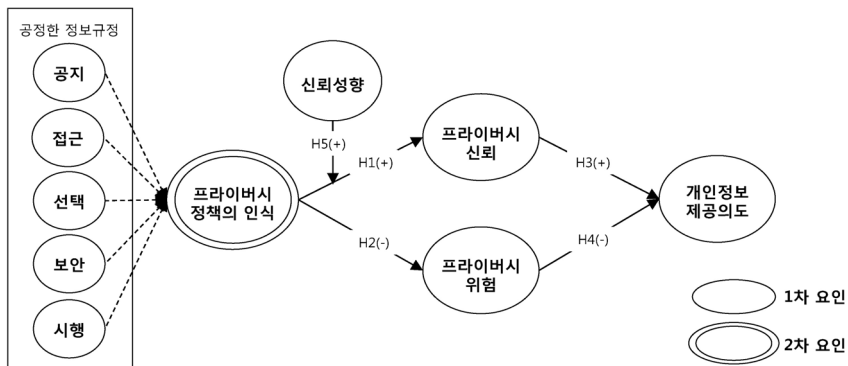 공정한 정보규정
공지
접근
선택
보안
시행
프라이버시
정책의 인식
신뢰성향
H5(+)
H1(+)
H2(-)
프라이버시
신뢰
프라이버시
위험
H3(+)
H4(-)
개인정보
제공의도
1차 요인
2차 요인